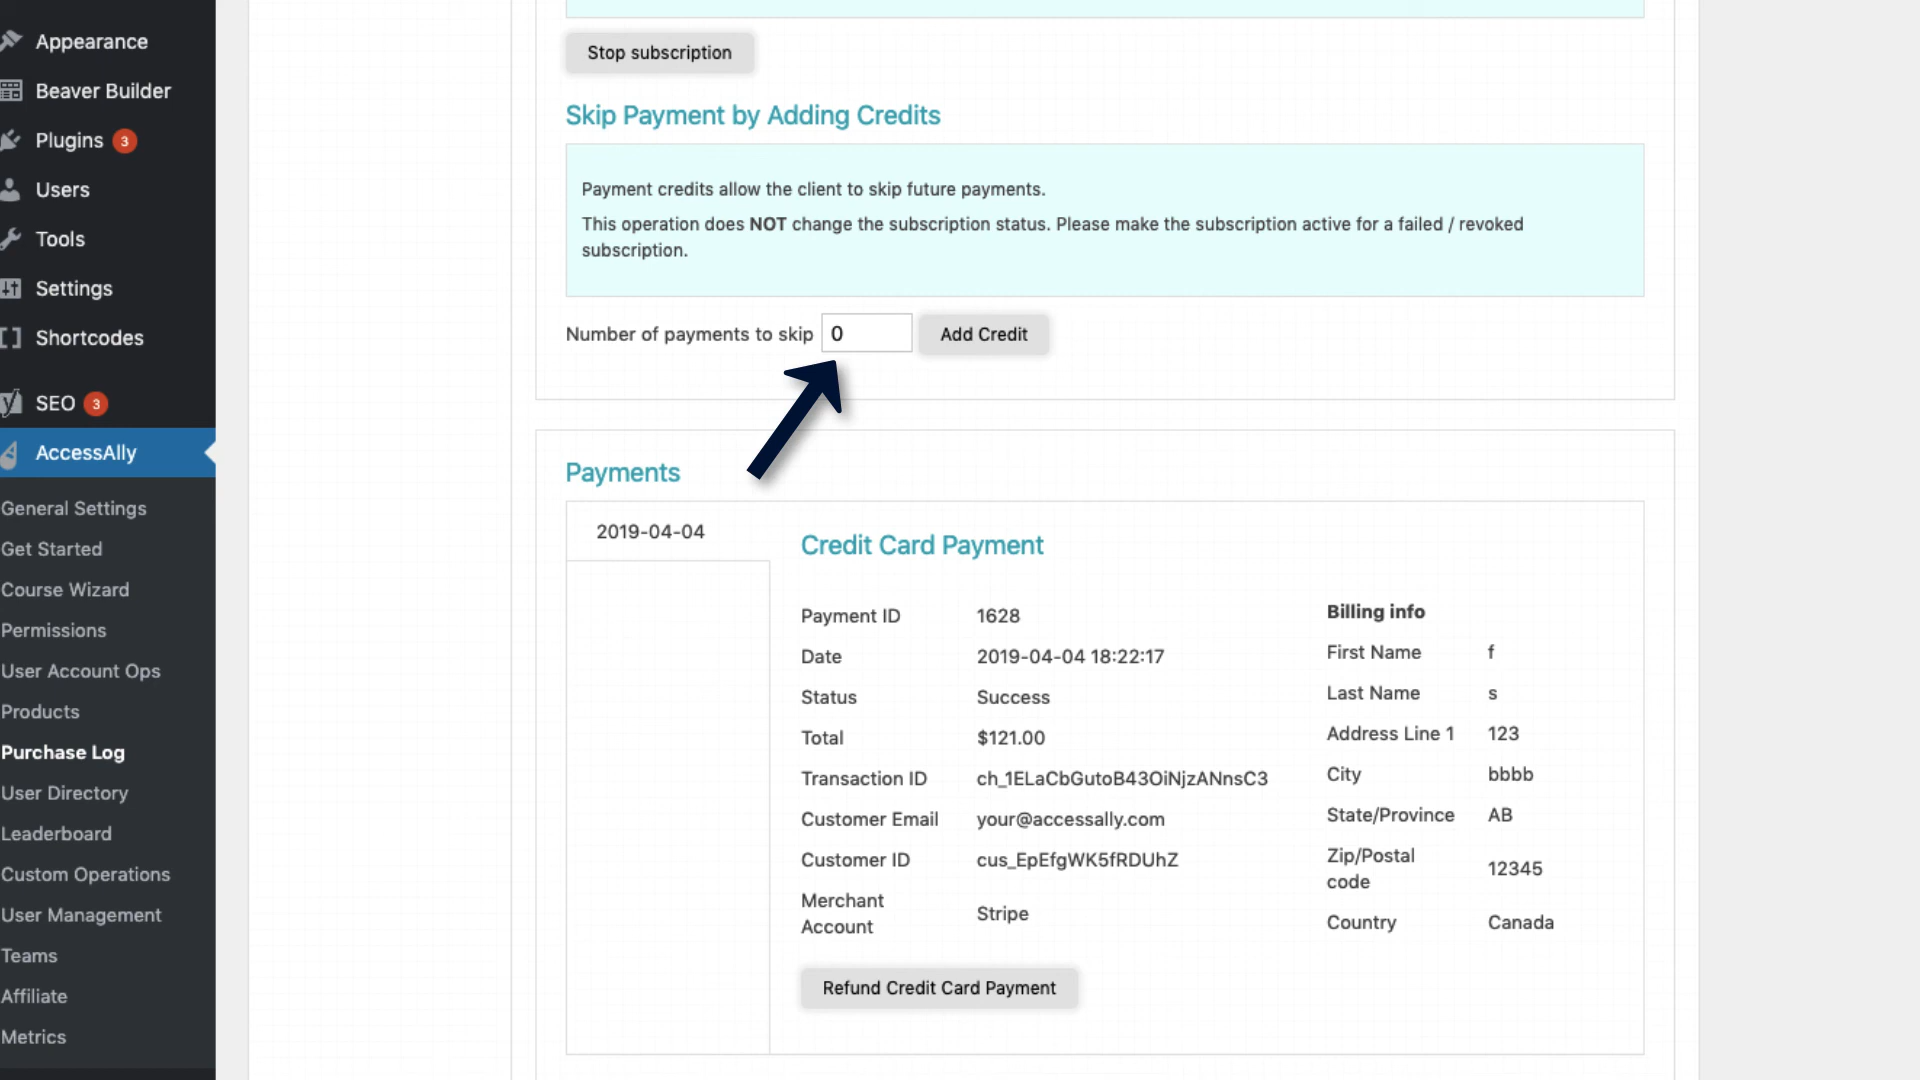 Appearance
Beaver Builder
Plugins 3
Users
Tools
Settings
Shortcodes
SEO 3
AccessAlly
General Settings
Get Started
Course Wizard
Permissions
User Account Ops
Products
Purchase Log
User Directory
Leaderboard
Custom Operations
User Management
Teams
Affiliate
Metrics
Stop subscription
Skip Payment by Adding Credits
Payment credits allow the client to skip future payments.
This operation does NOT change the subscription status. Please make the subscription active for a failed / revoked
subscription.
Number of payments to skip 0 Add Credit
Payments
2019-04-04
Credit Card Payment
Payment ID 1628
Date 2019-04-04 18:22:17
Status Success
Total $121.00
Transaction ID ch_1ELaCbGutoB43OiNjzANnsC3
Customer Email your@accessally.com
Customer ID cus_EpEfgWK5fRDUhZ
Merchant
Account Stripe
Refund Credit Card Payment
Billing info
First Name f
Last Name s
Address Line 1 123
City bbbb
State/Province AB
Zip/Postal
code 12345
Country Canada